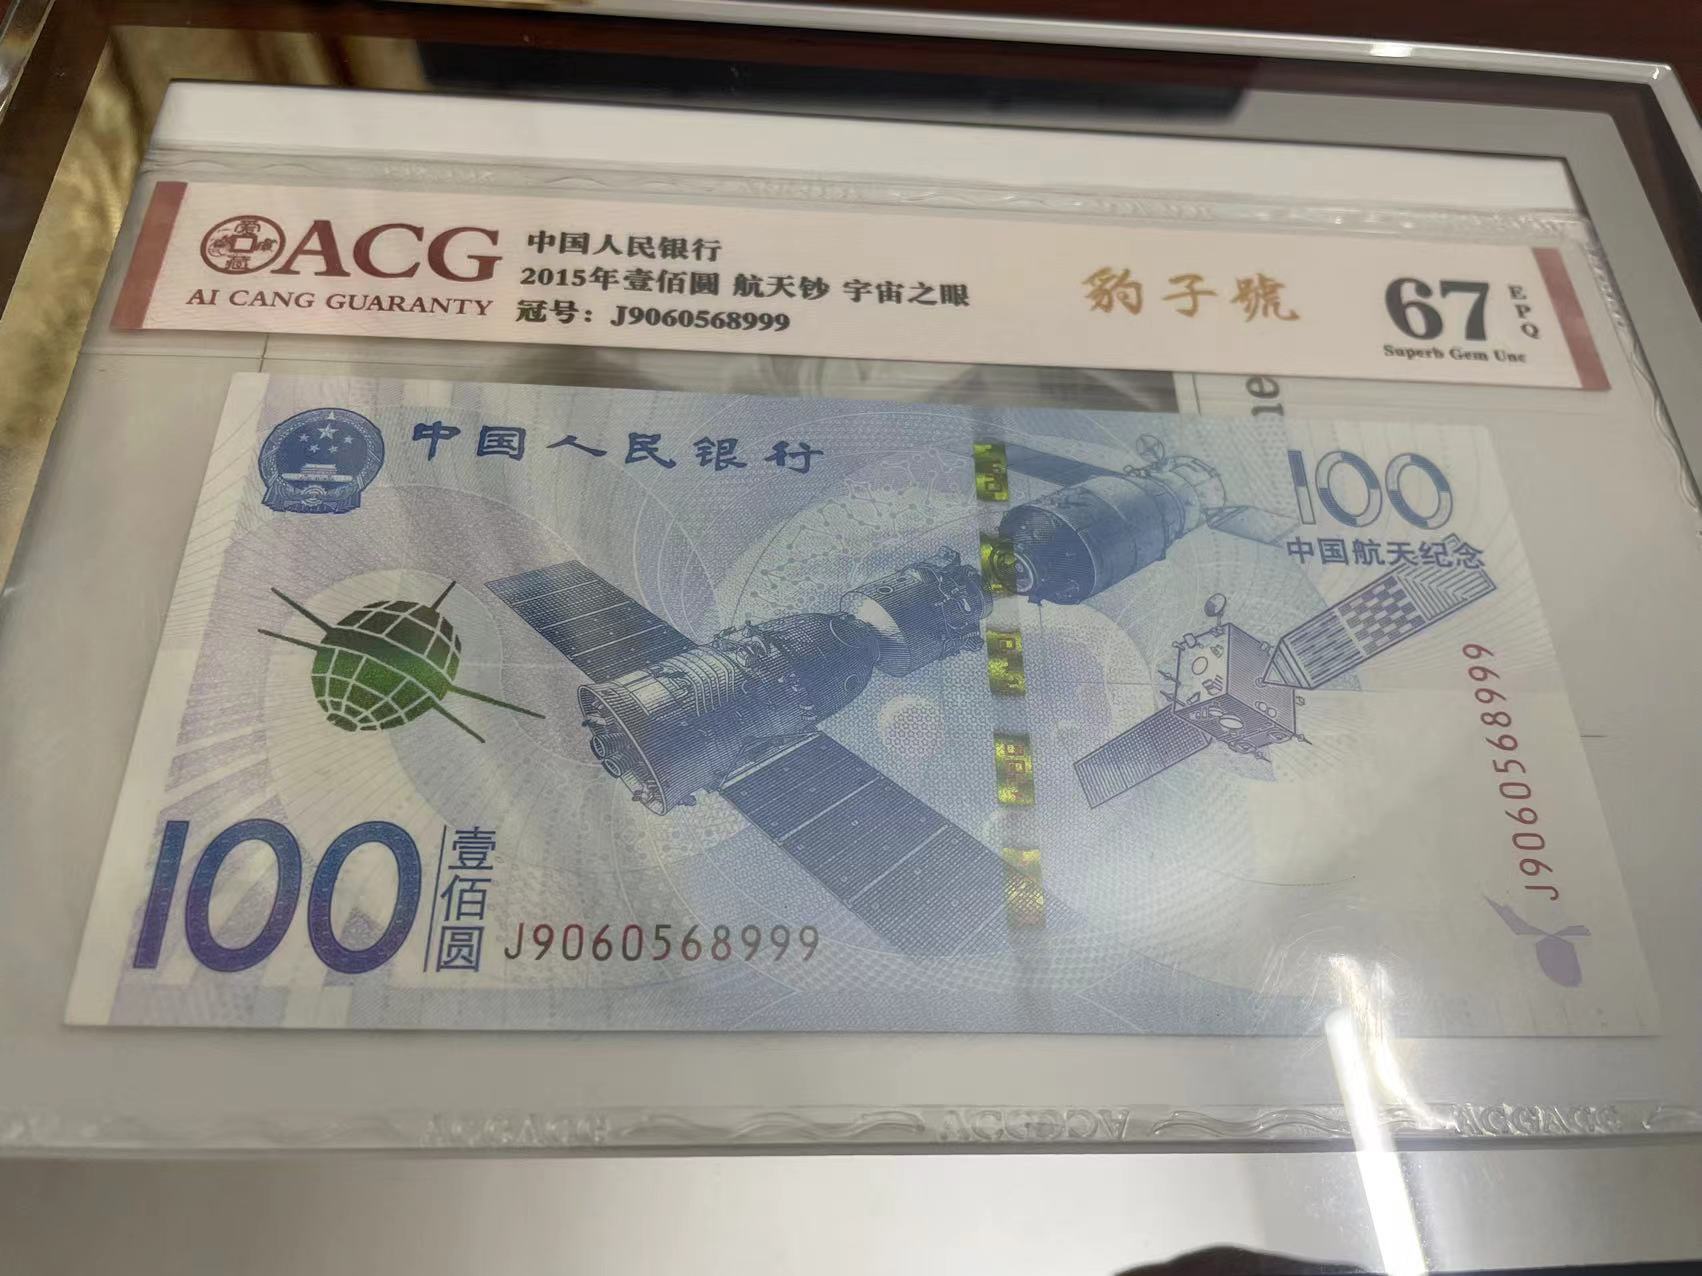 ACG
AI CANG GUARANTY
中国人民银行
2015年壹佰圆 航天钞 宇宙之眼
冠号：J9060568999
豹子號
67
EPQ
Superb Gem Unc
中国人民银行
100
中国航天纪念
J9060568999
100
壹佰圆
J9060568999
ACGACG